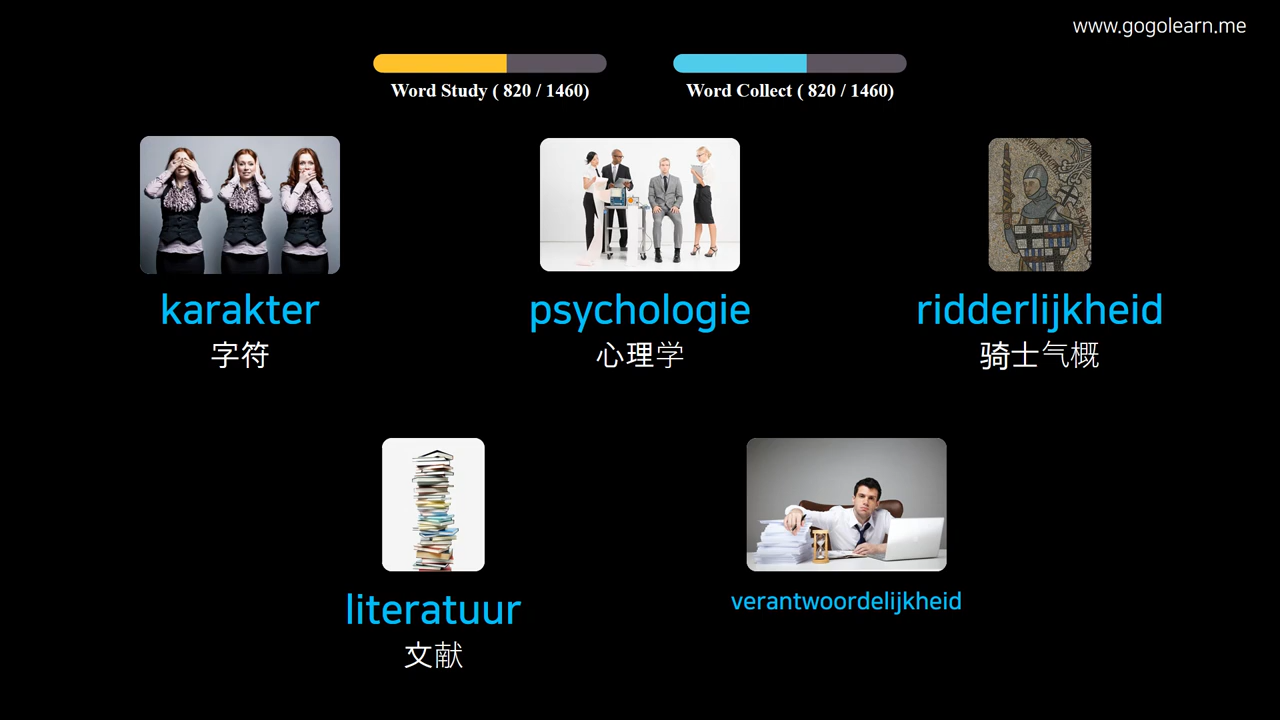 www.gogolearn.me
Word Study ( 820 / 1460)
Word Collect ( 820 / 1460)
karakter
字符
psychologie
心理学
ridderlijkheid
骑士气概
literatuur
文献
verantwoordelijkheid